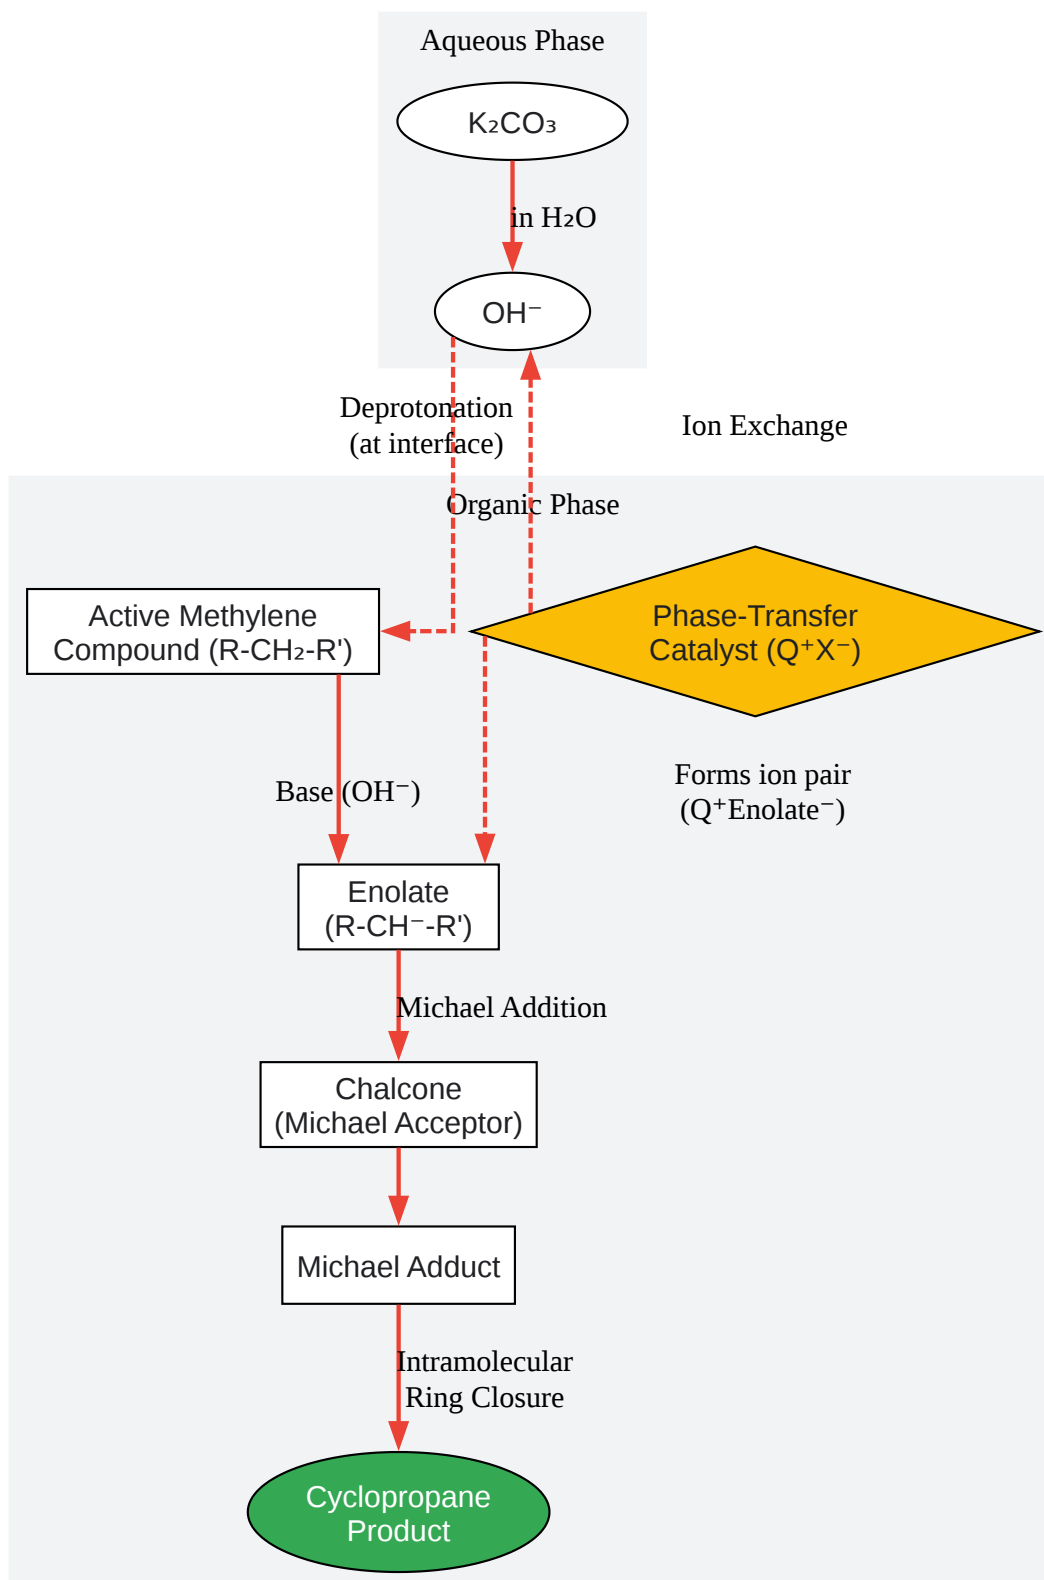 Aqueous Phase
K₂CO₃
in H₂O
OH⁻
Deprotonation
(at interface)
Ion Exchange
Organic Phase
Active Methylene
Compound (R-CH₂-R')
Phase-Transfer
Catalyst (Q⁺X⁻)
Base (OH⁻)
Forms ion pair
(Q⁺Enolate⁻)
Enolate
(R-CH⁻-R')
Michael Addition
Chalcone
(Michael Acceptor)
Michael Adduct
Intramolecular
Ring Closure
Cyclopropane
Product